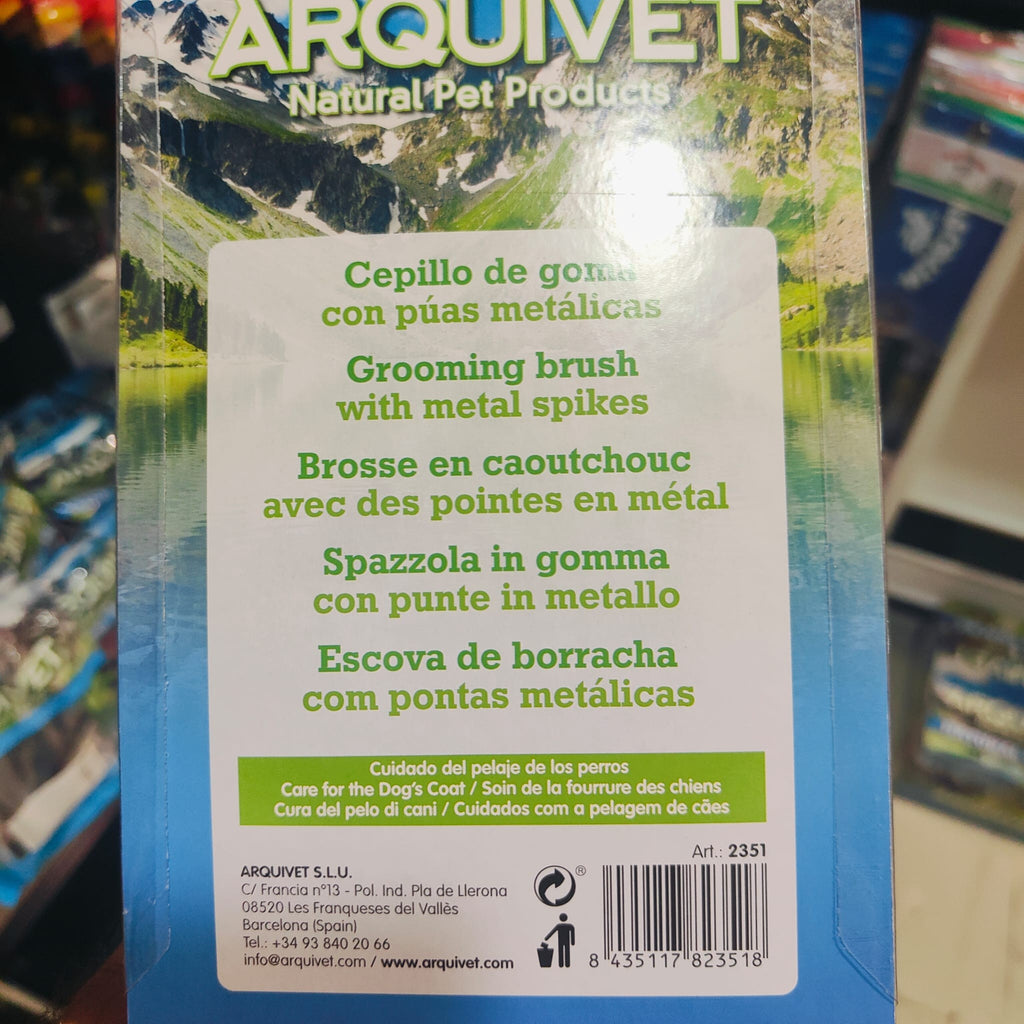 ARQUIVET
Natural Pet Products
Cepillo de goma
con púas metálicas
Grooming brush
with metal spikes
Brosse en caoutchouc
avec des pointes en métal
Spazzola in gomma
con punte in metallo
Escova de borracha
com pontas metálicas
Cuidado del pelaje de los perros
Care for the Dog's Coat / Soin de la fourrure des chiens
Cura del pelo di cani / Cuidados com a pelagem de cães
Art.: 2351
ARQUIVET S.L.U.
C/ Francia nº13 - Pol. Ind. Pla de Llerona
08520 Les Franqueses del Vallès
Barcelona (Spain)
Tel.: +34 93 840 20 66
info@arquivet.com / www.arquivet.com
®
8 435117 823518